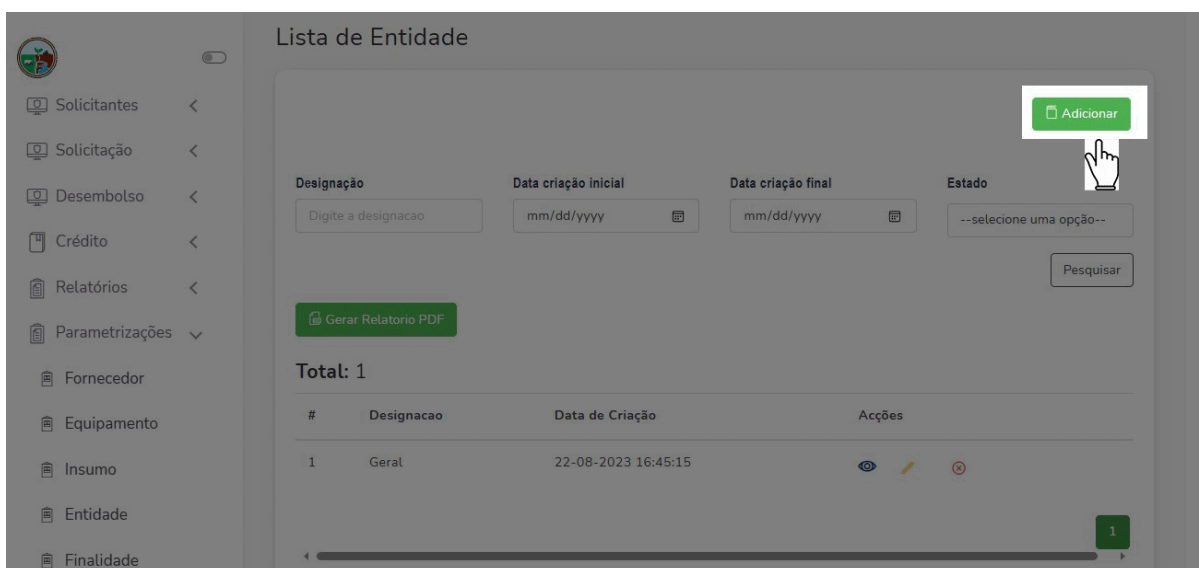 Lista de Entidade
Solicitantes
Solicitação
Desembolso
Crédito
Relatórios
Parametrizações
Fornecedor
Equipamento
Insumo
Entidade
Finalidade
Adicionar
Designação Data criação inicial Data criação final Estado
Digite a designacao mm/dd/yyyy mm/dd/yyyy --selecione uma opção--
Pesquisar
Gerar Relatorio PDF
Total: 1
# Designacao Data de Criação Acções
1 Geral 22-08-2023 16:45:15
1